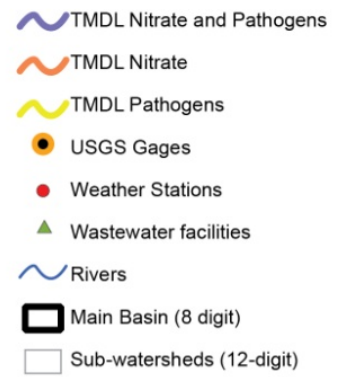 TMDL Nitrate and Pathogens
TMDL Nitrate
TMDL Pathogens
USGS Gages
Weather Stations
Wastewater facilities
Rivers
Main Basin (8 digit)
Sub-watersheds (12-digit)